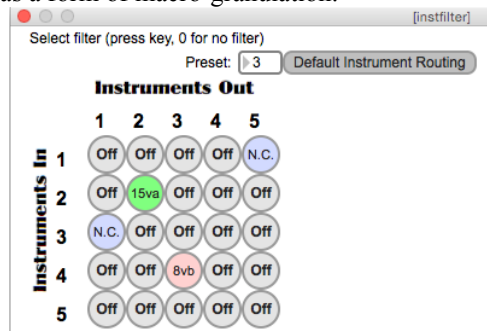 as a form of macro-granulation.
[instfilter]
Select filter (press key, 0 for no filter)
Preset: 3 Default Instrument Routing
Instruments Out
1 2 3 4 5
Instruments In
1 Off Off Off Off N.C.
2 Off 15va Off Off Off
3 N.C. Off Off Off Off
4 Off Off 8vb Off Off
5 Off Off Off Off Off